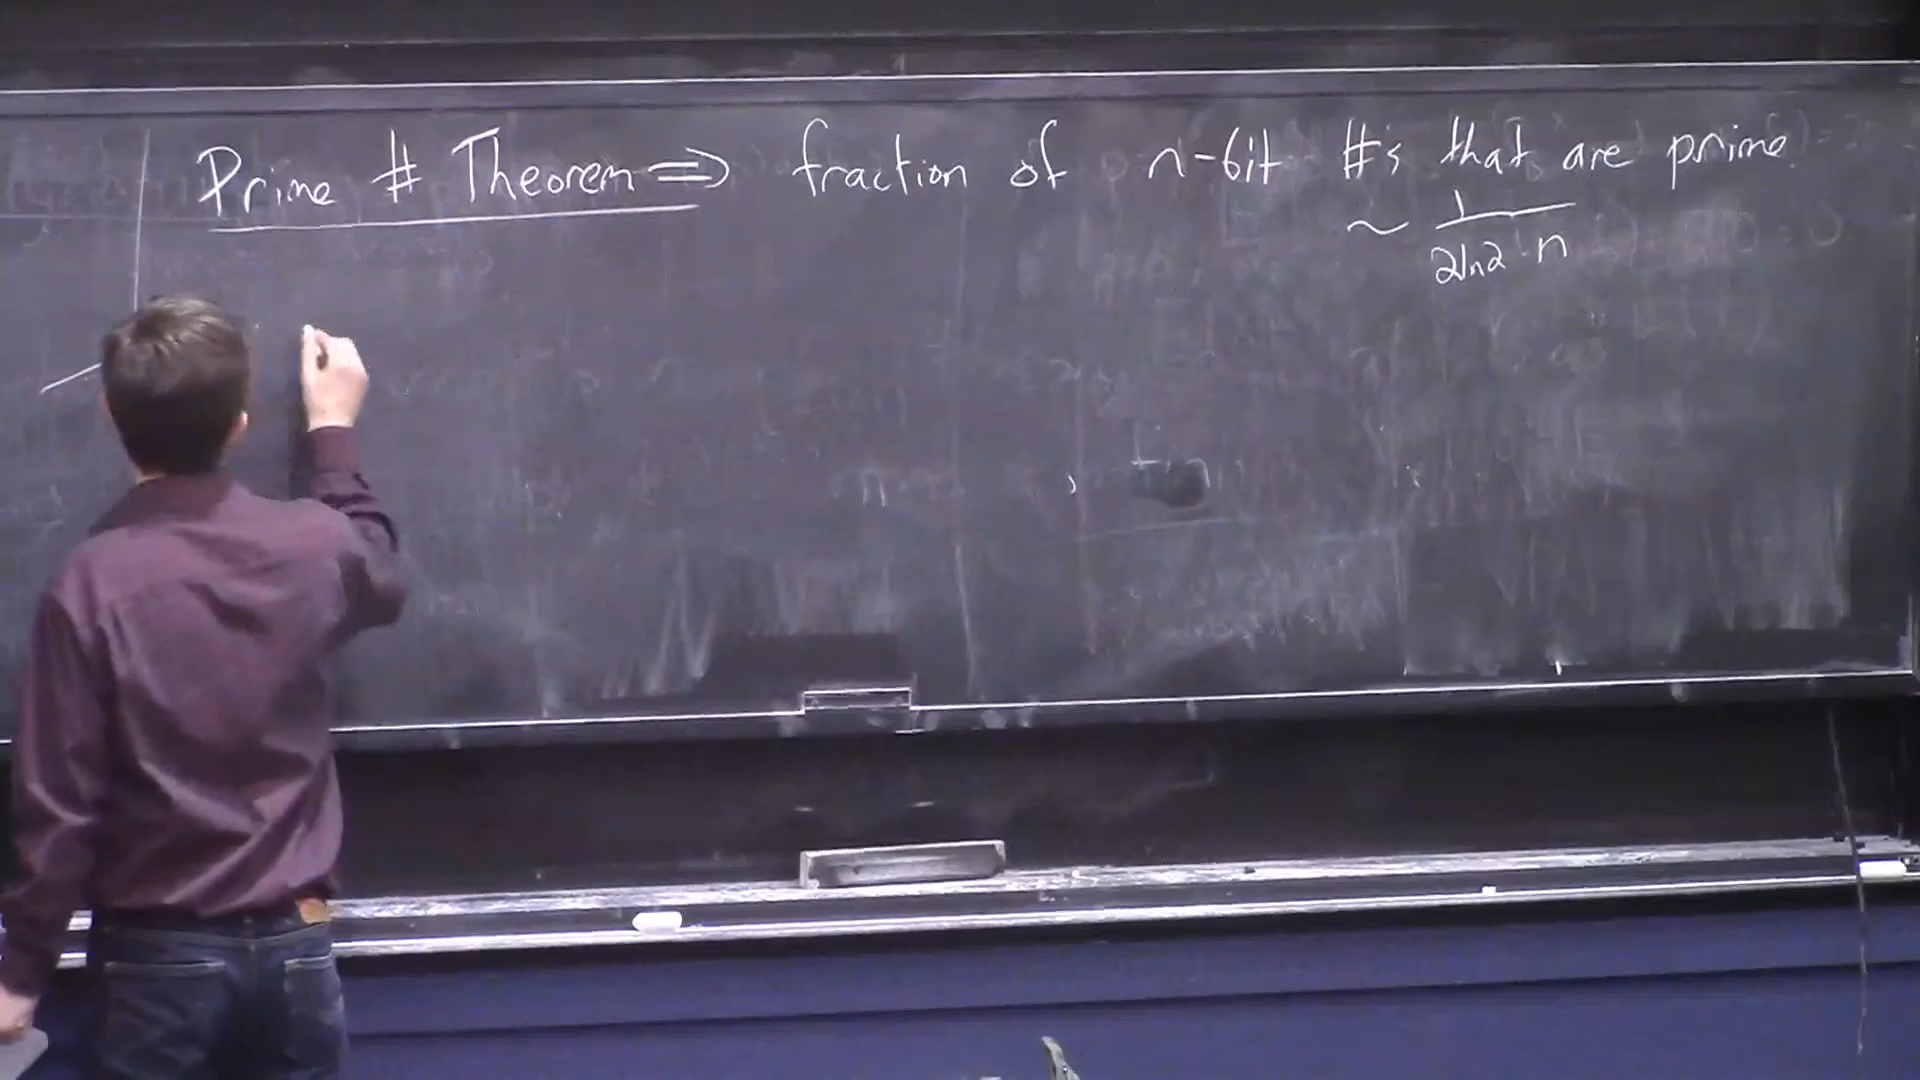 Prime # Theorem ⇒ fraction of n-bit #s that are prime
~ 1/(2ln2·n)